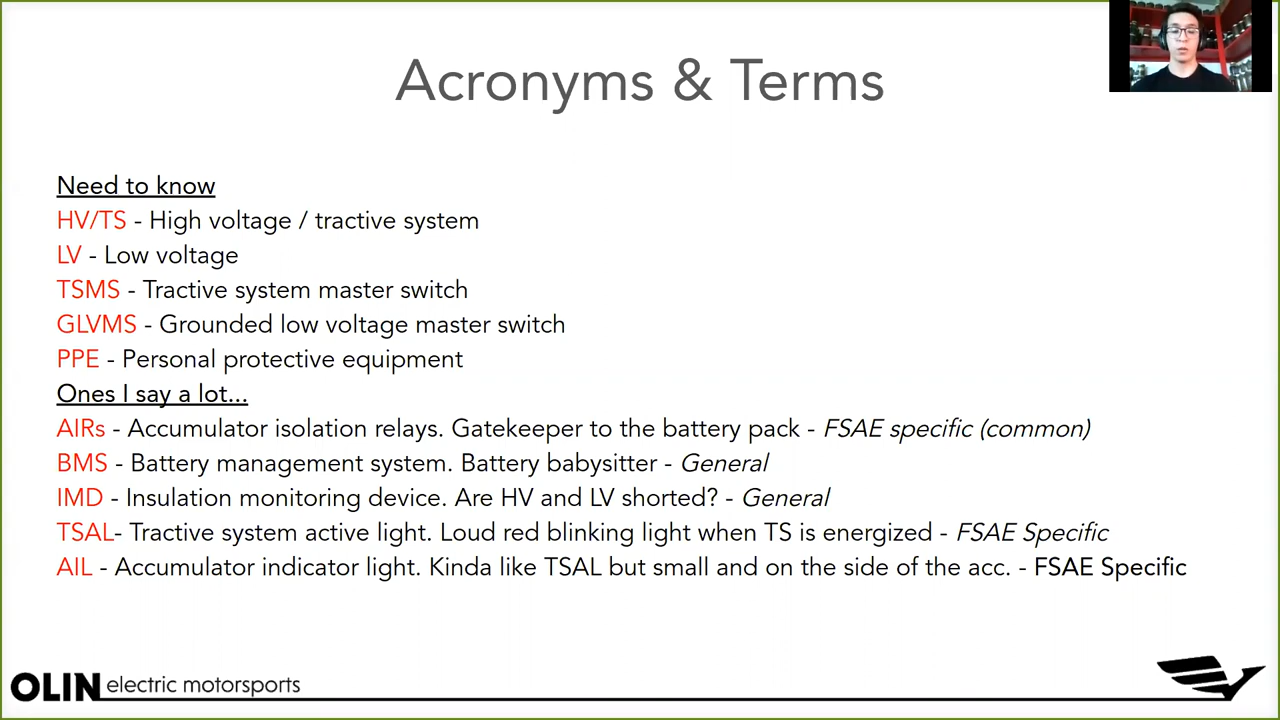 Acronyms & Terms
Need to know
HV/TS - High voltage / tractive system
LV - Low voltage
TSMS - Tractive system master switch
GLVMS - Grounded low voltage master switch
PPE - Personal protective equipment
Ones I say a lot...
AIRs - Accumulator isolation relays. Gatekeeper to the battery pack - FSAE specific (common)
BMS - Battery management system. Battery babysitter - General
IMD - Insulation monitoring device. Are HV and LV shorted? - General
TSAL- Tractive system active light. Loud red blinking light when TS is energized - FSAE Specific
AIL - Accumulator indicator light. Kinda like TSAL but small and on the side of the acc. - FSAE Specific
OLIN electric motorsports